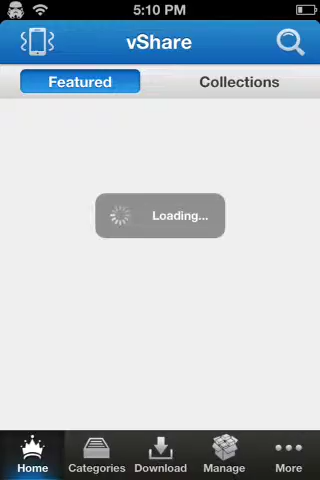 5:10 PM
vShare
Featured Collections
Loading...
Home Categories Download Manage More